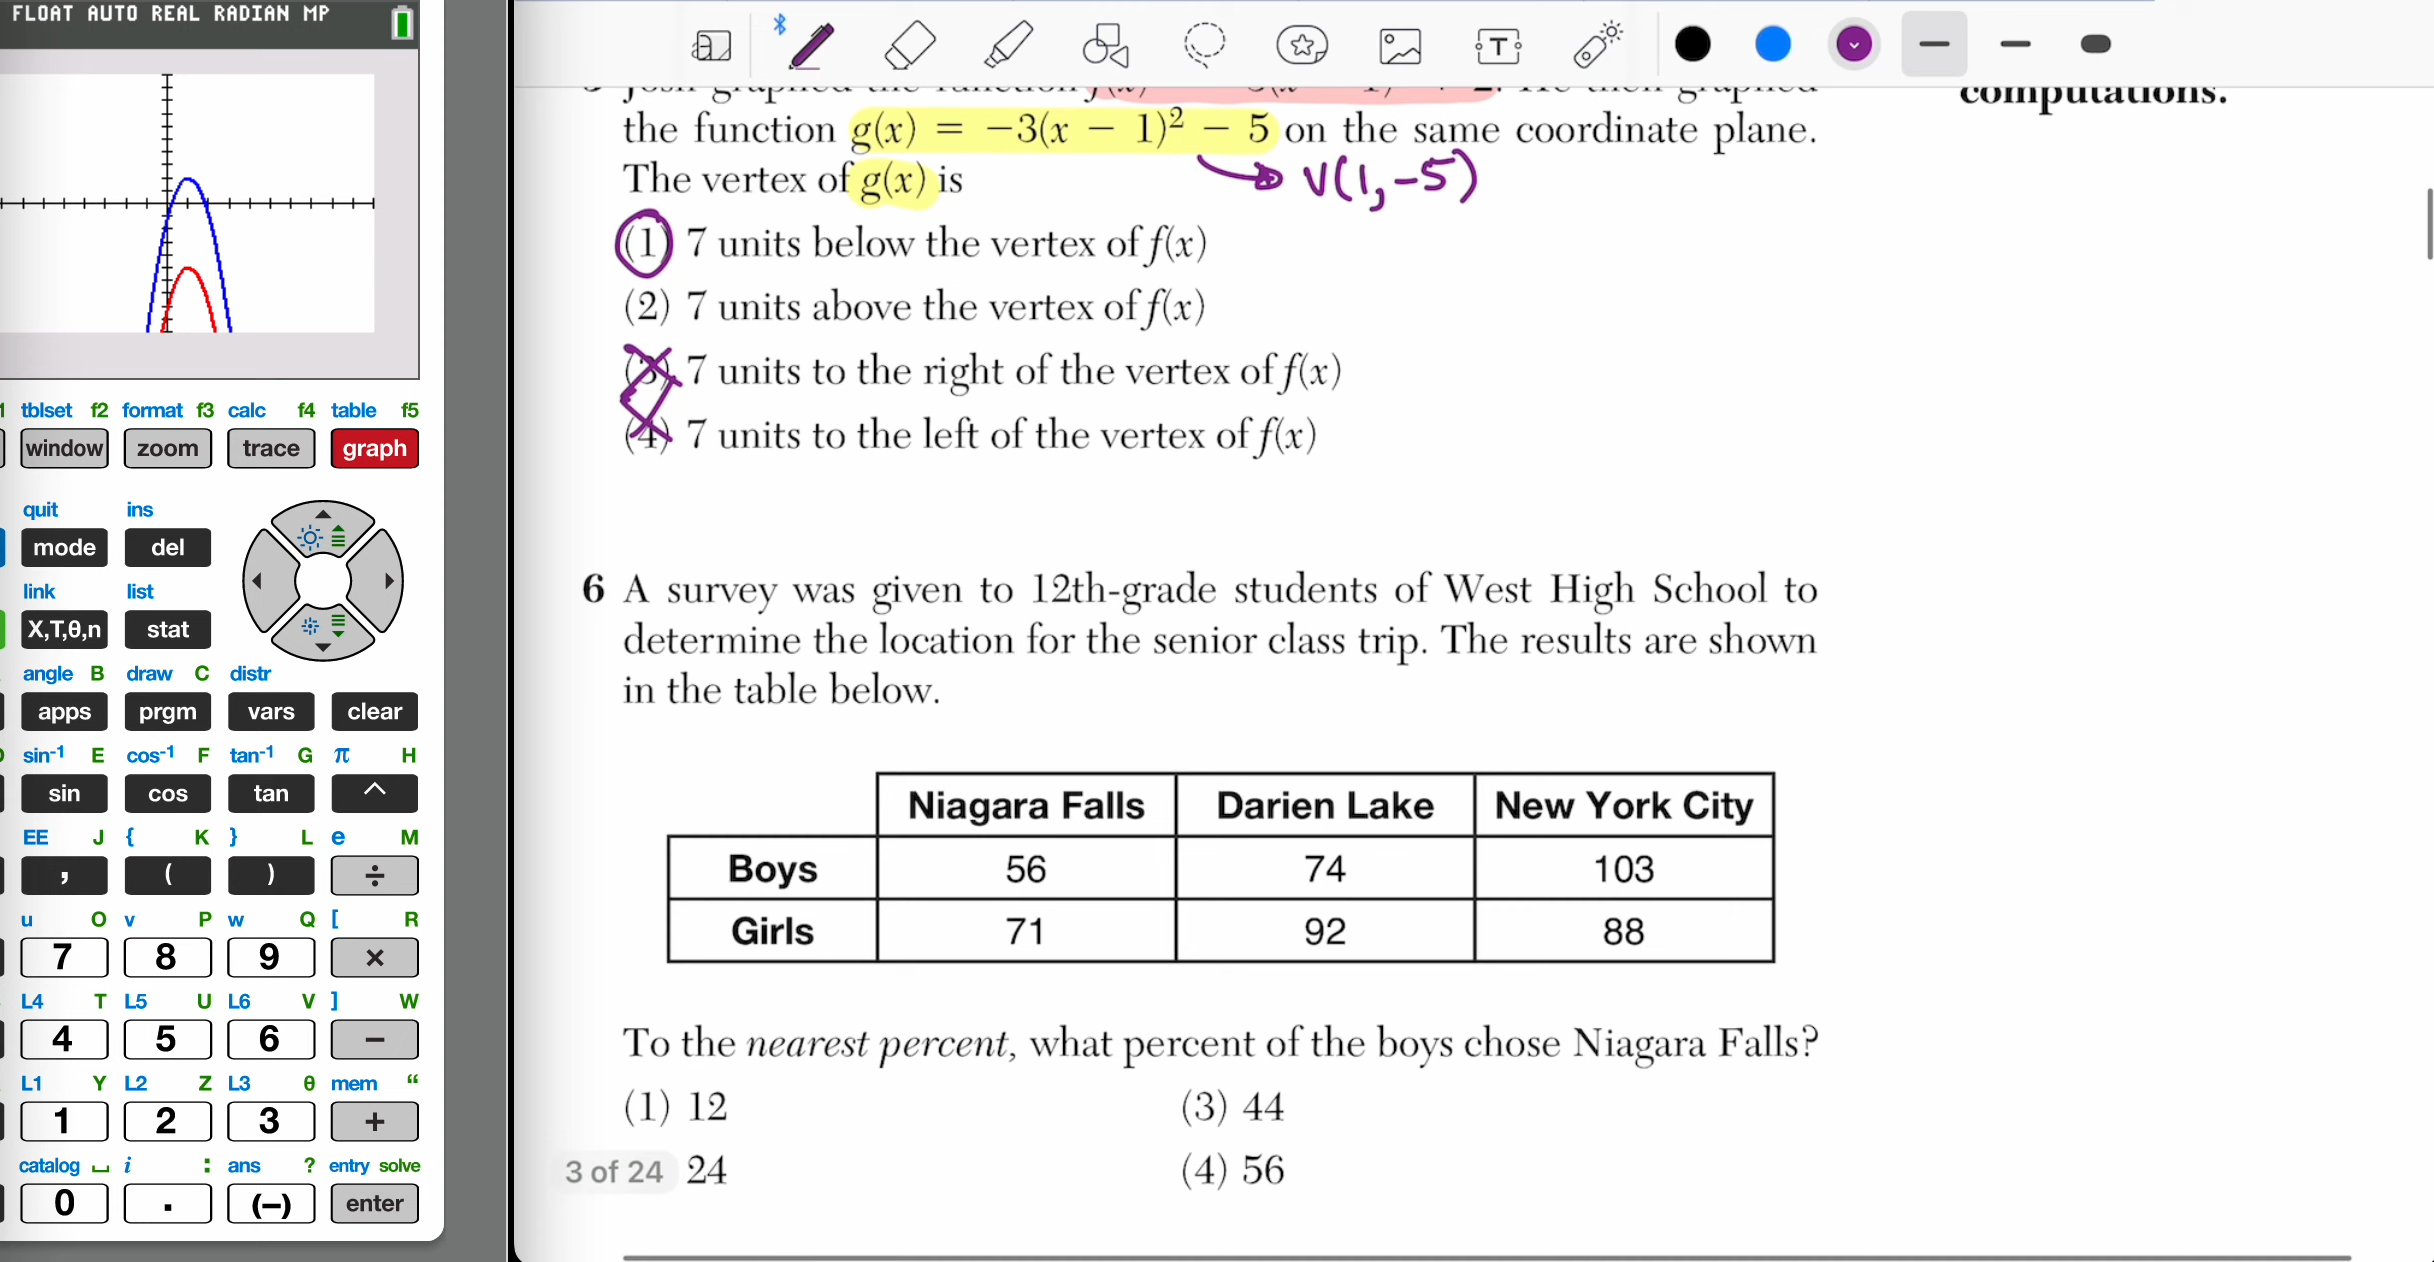 FLOAT AUTO REAL RADIAN MP
tblset f2 format f3 calc f4 table f5
window zoom trace graph
quit ins
mode del
link list
X,T,θ,n stat
angle B draw C distr
apps prgm vars clear
sin⁻¹ E cos⁻¹ F tan⁻¹ G π H
sin cos tan ^
EE J { K } L e M
, ( ) ÷
u O v P w Q [ R
7 8 9 ×
L4 T L5 U L6 V ] W
4 5 6 −
L1 Y L2 Z L3 θ mem “
1 2 3 +
catalog ⎵ i : ans ? entry solve
0 . (−) enter
computations.
the function g(x) = −3(x − 1)² − 5 on the same coordinate plane.
The vertex of g(x) is
V(1,-5)
(1) 7 units below the vertex of f(x)
(2) 7 units above the vertex of f(x)
(3) 7 units to the right of the vertex of f(x)
(4) 7 units to the left of the vertex of f(x)
6 A survey was given to 12th-grade students of West High School to
determine the location for the senior class trip. The results are shown
in the table below.
Niagara Falls Darien Lake New York City
Boys 56 74 103
Girls 71 92 88
To the nearest percent, what percent of the boys chose Niagara Falls?
(1) 12 (3) 44
3 of 24 24 (4) 56